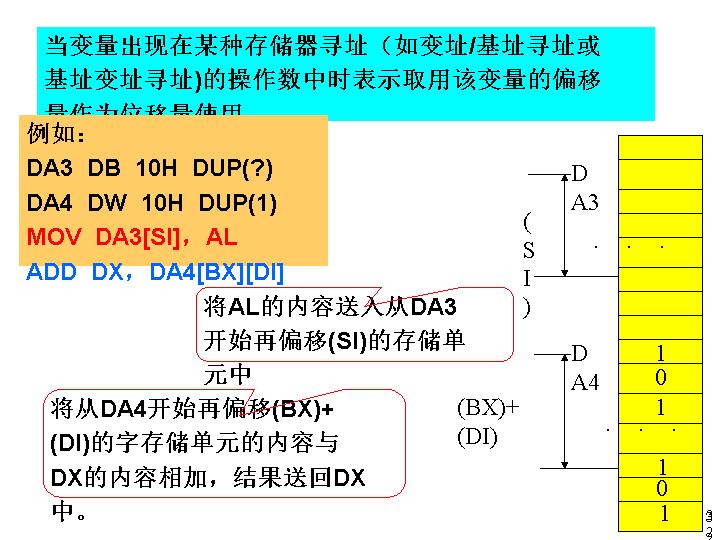 当变量出现在某种存储器寻址（如变址/基址寻址或
基址变址寻址)的操作数中时表示取用该变量的偏移
量作为位移量使用
例如：
DA3 DB 10H DUP(?)
DA4 DW 10H DUP(1)
MOV DA3[SI]，AL
ADD DX，DA4[BX][DI]
将AL的内容送入从DA3
开始再偏移(SI)的存储单
元中
将从DA4开始再偏移(BX)+
(DI)的字存储单元的内容与
DX的内容相加，结果送回DX
中。
D
A3
(
S
I
)
. . .
D
A4
(BX)+
(DI)
1
0
1
. . .
1
0
1